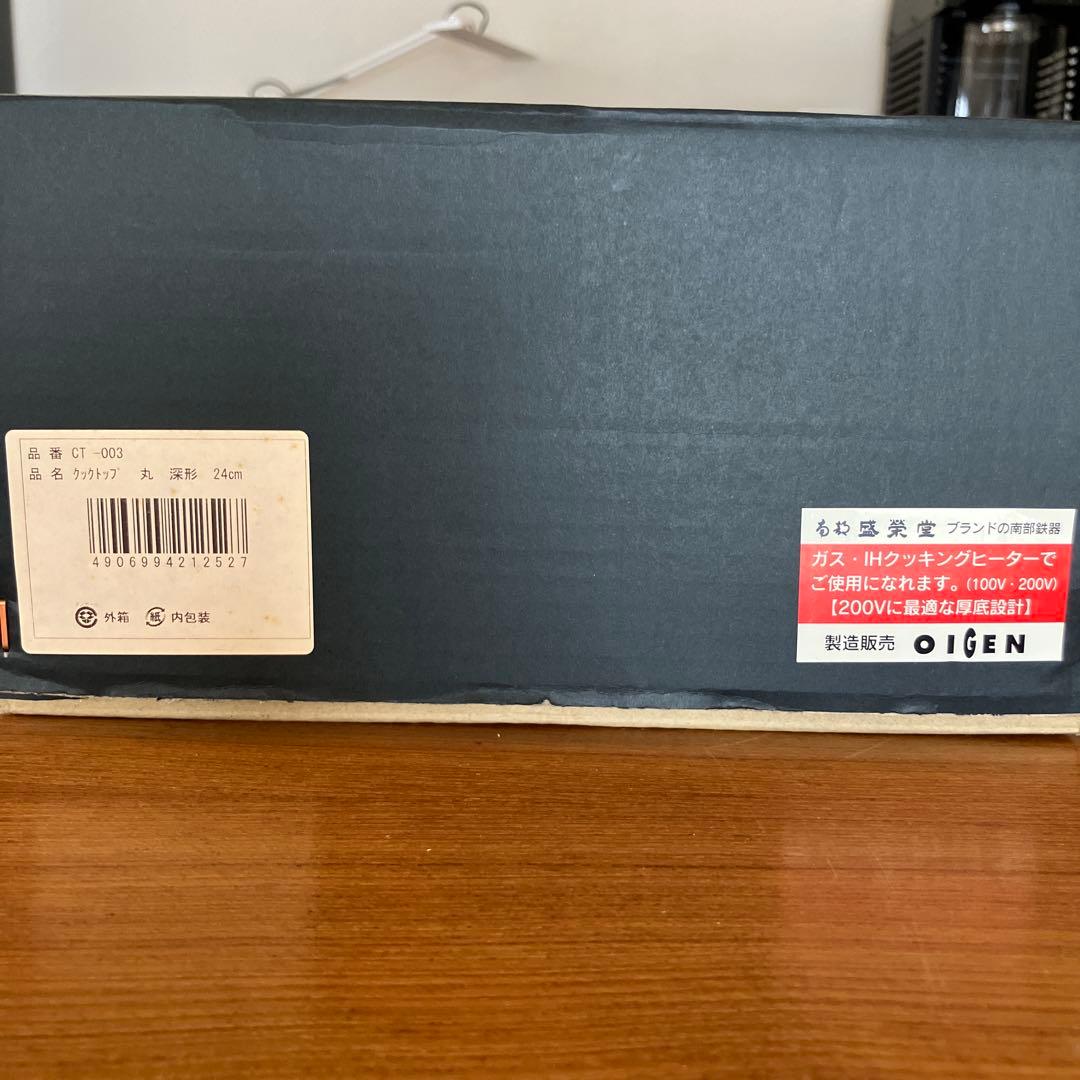 品番 CT-003
品名 クックトップ 丸 深形 24cm
4906994212527
外箱 紙 内包装
盛榮堂 ブランドの南部鉄器
ガス・IHクッキングヒーターで
ご使用になれます。(100V・200V)
【200Vに最適な厚底設計】
製造販売 OIGEN